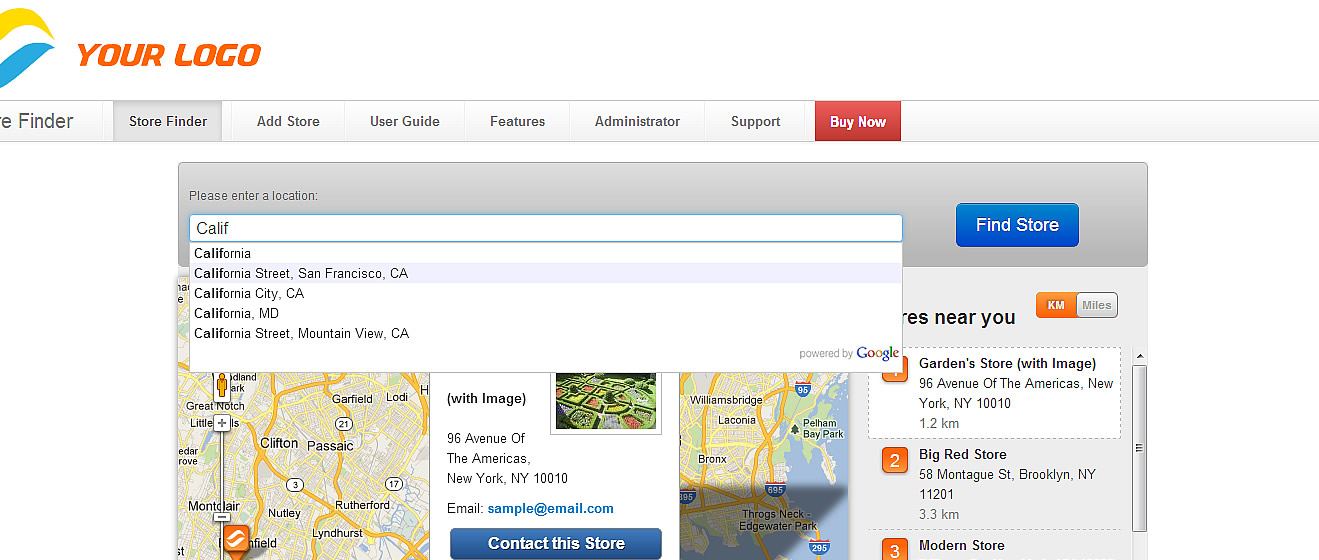 YOUR LOGO
re Finder
Store Finder
Add Store
User Guide
Features
Administrator
Support
Buy Now
Please enter a location:
Calif
Find Store
California
California Street, San Francisco, CA
California City, CA
California, MD
California Street, Mountain View, CA
powered by Google
res near you
KM
Miles
Garden's Store (with Image)
96 Avenue Of The Americas, New
York, NY 10010
1.2 km
2
Big Red Store
58 Montague St, Brooklyn, NY
11201
3.3 km
3
Modern Store
(with Image)
96 Avenue Of
The Americas,
New York, NY 10010
Email: sample@email.com
Contact this Store
Great Notch
Garfield
Lodi
21
Clifton
Passaic
3
17
Montclair
Rutherford
Nutley
Lyndhurst
Williamsbridge
95
Laconia
Pelham
Bay Park
Bronx
895
695
Throgs Neck -
Edgewater Park
295